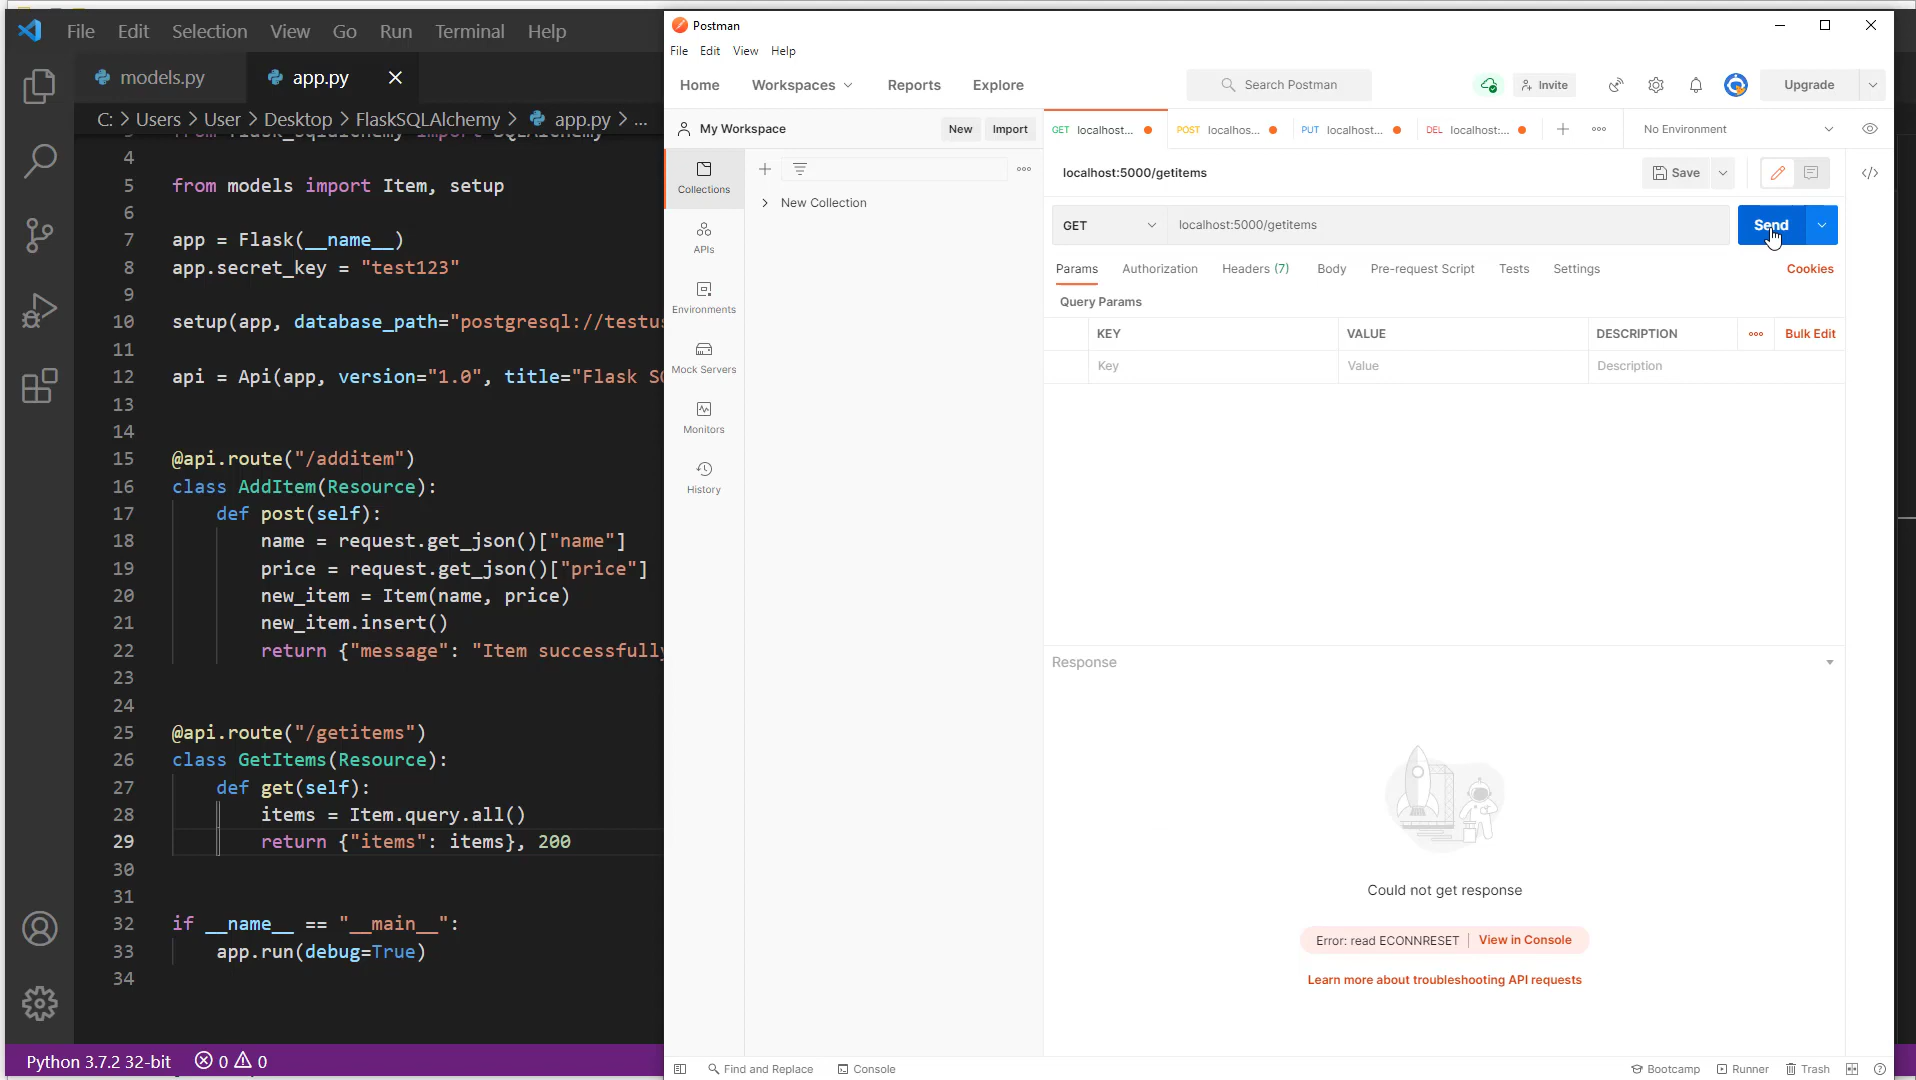 File Edit Selection View Go Run Terminal Help
models.py app.py
C: > Users > User > Desktop > FlaskSQLAlchemy > app.py > ...
4
5 from models import Item, setup
6
7 app = Flask(__name__)
8 app.secret_key = "test123"
9
10 setup(app, database_path="postgresql://testus
11
12 api = Api(app, version="1.0", title="Flask SQ
13
14
15 @api.route("/additem")
16 class AddItem(Resource):
17 def post(self):
18 name = request.get_json()["name"]
19 price = request.get_json()["price"]
20 new_item = Item(name, price)
21 new_item.insert()
22 return {"message": "Item successfully
23
24
25 @api.route("/getitems")
26 class GetItems(Resource):
27 def get(self):
28 items = Item.query.all()
29 return {"items": items}, 200
30
31
32 if __name__ == "__main__":
33 app.run(debug=True)
34
Python 3.7.2 32-bit 0 0
Postman
File Edit View Help
Home Workspaces Reports Explore Search Postman Invite Upgrade
My Workspace New Import
GET localhost... POST localhos... PUT localhost... DEL localhost:... No Environment
Collections
New Collection
APIs
Environments
Mock Servers
Monitors
History
localhost:5000/getitems Save
GET localhost:5000/getitems Send
Params Authorization Headers (7) Body Pre-request Script Tests Settings Cookies
Query Params
KEY VALUE DESCRIPTION Bulk Edit
Key Value Description
Response
Could not get response
Error: read ECONNRESET View in Console
Learn more about troubleshooting API requests
Find and Replace Console Bootcamp Runner Trash